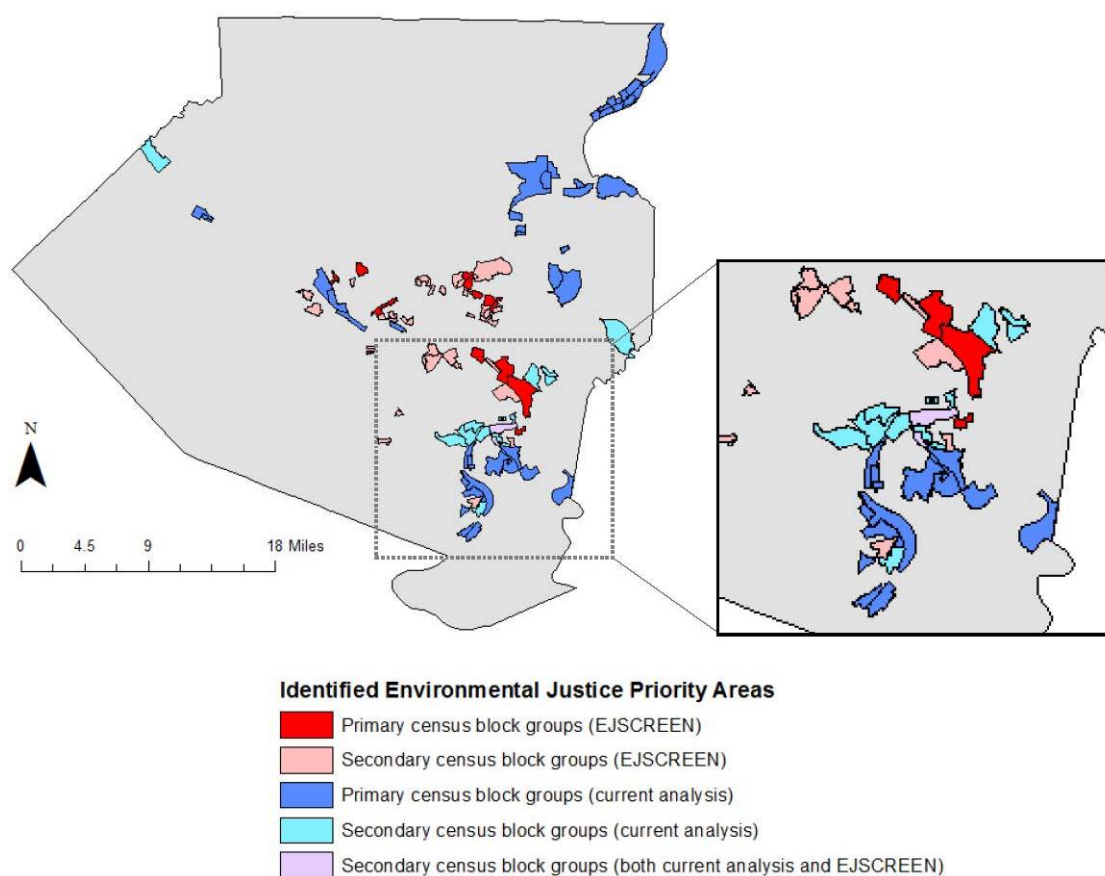 N
0 4.5 9 18 Miles
Identified Environmental Justice Priority Areas
Primary census block groups (EJSCREEN)
Secondary census block groups (EJSCREEN)
Primary census block groups (current analysis)
Secondary census block groups (current analysis)
Secondary census block groups (both current analysis and EJSCREEN)